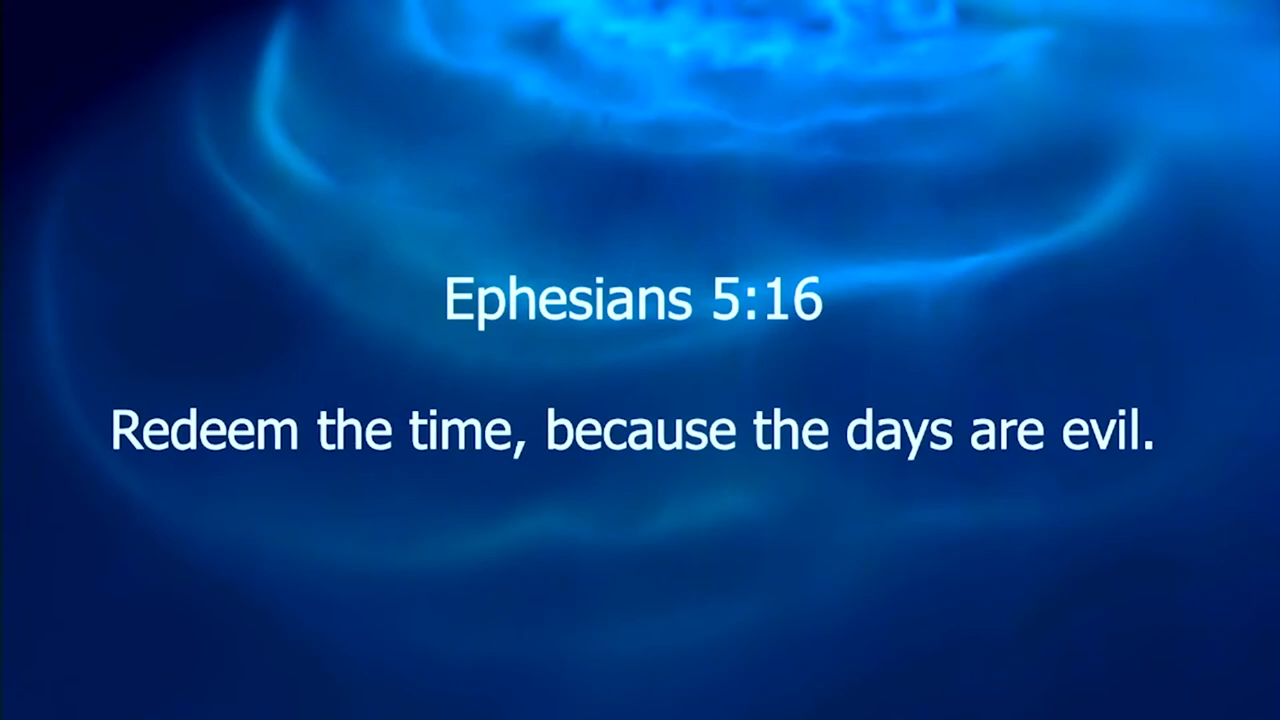 Ephesians 5:16
Redeem the time, because the days are evil.